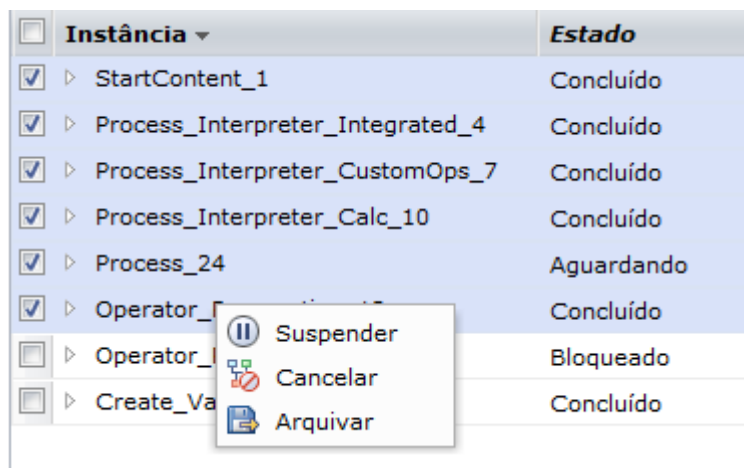 Instância Estado
StartContent_1 Concluído
Process_Interpreter_Integrated_4 Concluído
Process_Interpreter_CustomOps_7 Concluído
Process_Interpreter_Calc_10 Concluído
Process_24 Aguardando
Operator_ Concluído
Suspender
Operator_ Bloqueado
Cancelar
Create_Va Concluído
Arquivar